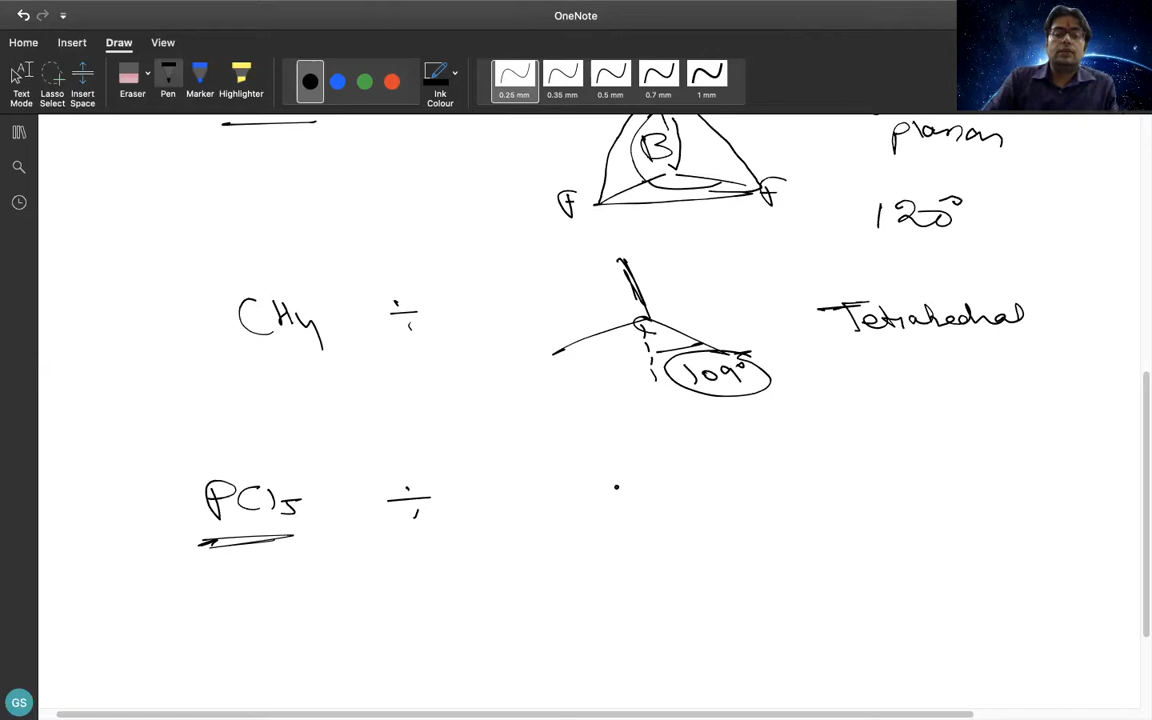 OneNote
Home Insert Draw View
Text Mode
Lasso Select
Insert Space
Eraser
Pen
Marker
Highlighter
Ink Colour
0.25 mm
0.35 mm
0.5 mm
0.7 mm
1 mm
B
planar
F F
120°
CH4 ÷ C Tetrahedral
109°
PCl5 ÷
GS